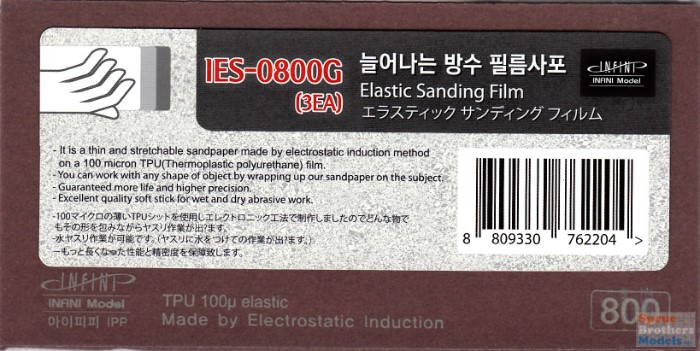 IES-0800G
(3EA)
늘어나는 방수 필름사포
Elastic Sanding Film
エラスティック サンディング フィルム
INFINI
INFINI Model
- It is a thin and stretchable sandpaper made by electrostatic induction method
on a 100 micron TPU(Thermoplastic polyurethane) film.
- You can work with any shape of object by wrapping up our sandpaper on the subject.
- Guaranteed more life and higher precision.
- Excellent quality soft stick for wet and dry abrasive work.
-100マイクロの薄いTPUシットを使用しエレクトロニック工法で制作しましたのでどんな物で
もその形を包みながらヤスリ作業が出?ます。
-水ヤスリ作業が可能です。(ヤスリに水をつけての作業が出?ます。)
-もっと長くなった性能と精密度を保障致します。
8 809330 762204 >
INFINI
INFINI Model
아이피피 iPP
TPU 100μ elastic
Made by Electrostatic Induction
800
Sprue
Brothers
Models LLC